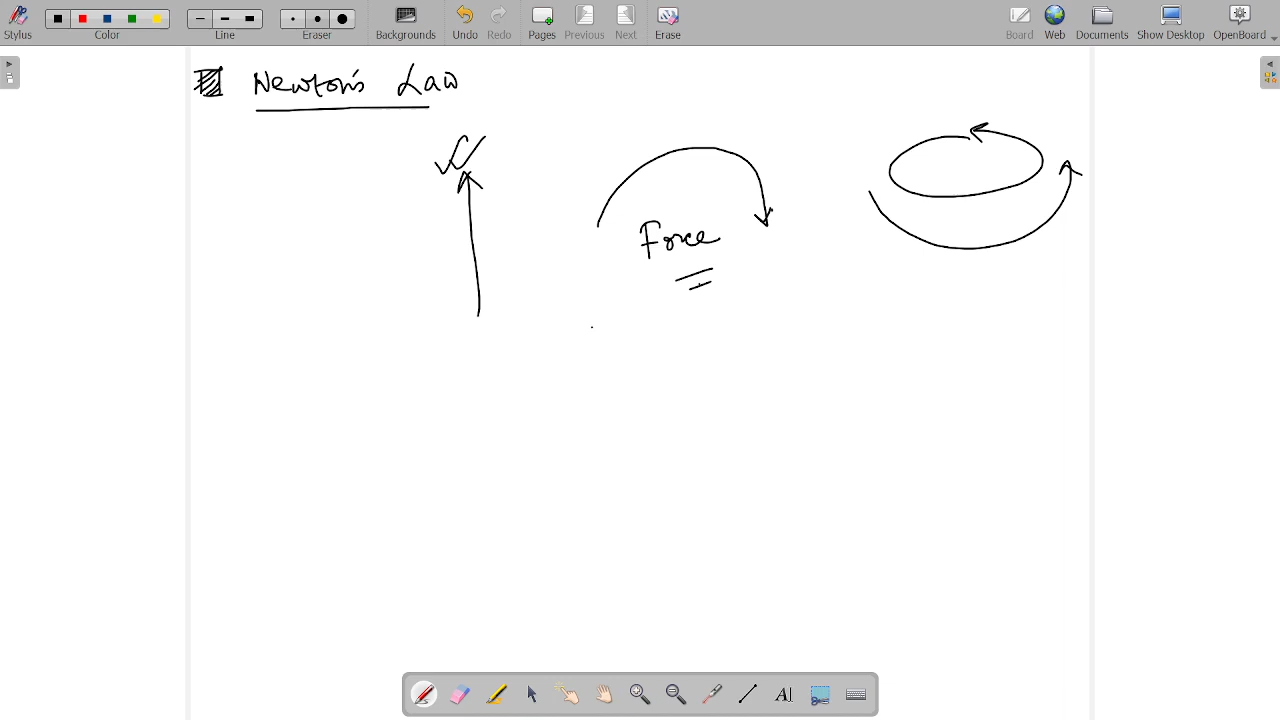 Stylus Color Line Eraser Backgrounds Undo Redo Pages Previous Next Erase Board Web Documents Show Desktop OpenBoard
Newton's Law
Force